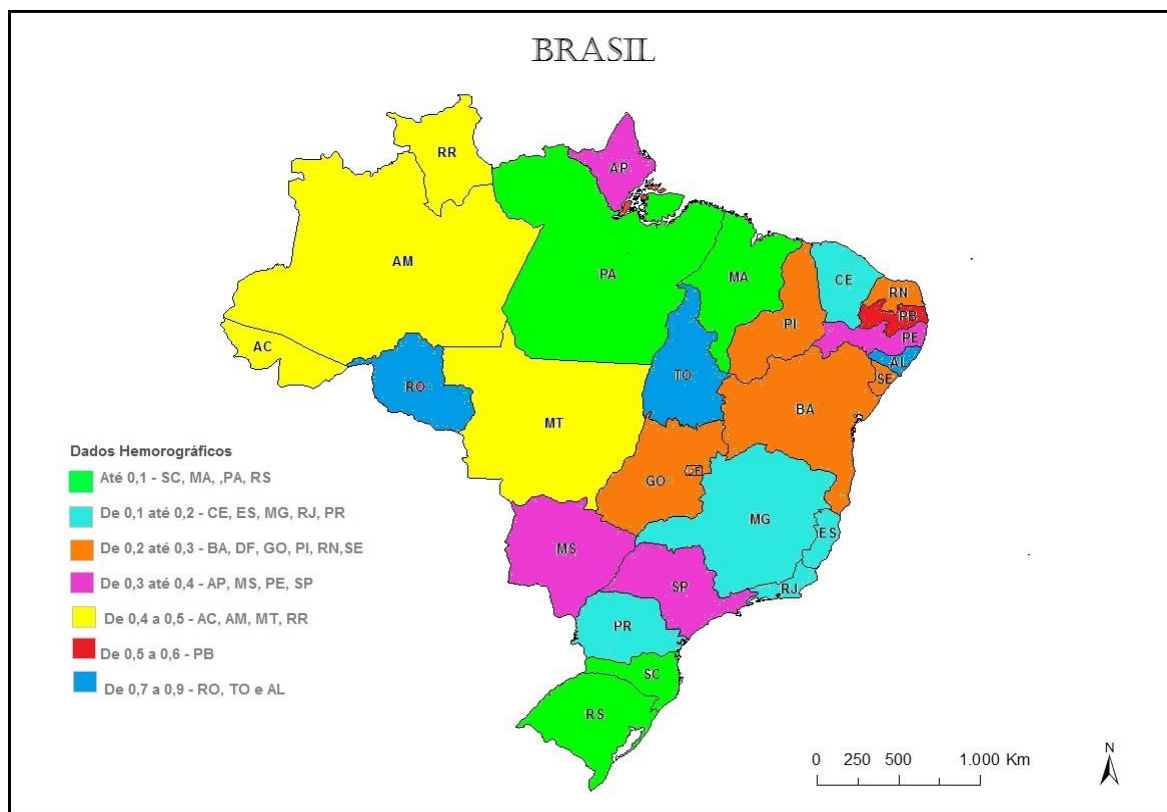 BRASIL
RR
AP
AM
PA
MA
CE
RN
PB
PE
AL
SE
PI
AC
RO
TO
BA
MT
GO
DF
MG
ES
MS
SP
RJ
PR
SC
RS
Dados Hemorográficos
Até 0,1 - SC, MA, ,PA, RS
De 0,1 até 0,2 - CE, ES, MG, RJ, PR
De 0,2 até 0,3 - BA, DF, GO, PI, RN,SE
De 0,3 até 0,4 - AP, MS, PE, SP
De 0,4 a 0,5 - AC, AM, MT, RR
De 0,5 a 0,6 - PB
De 0,7 a 0,9 - RO, TO e AL
0 250 500 1.000 Km
N